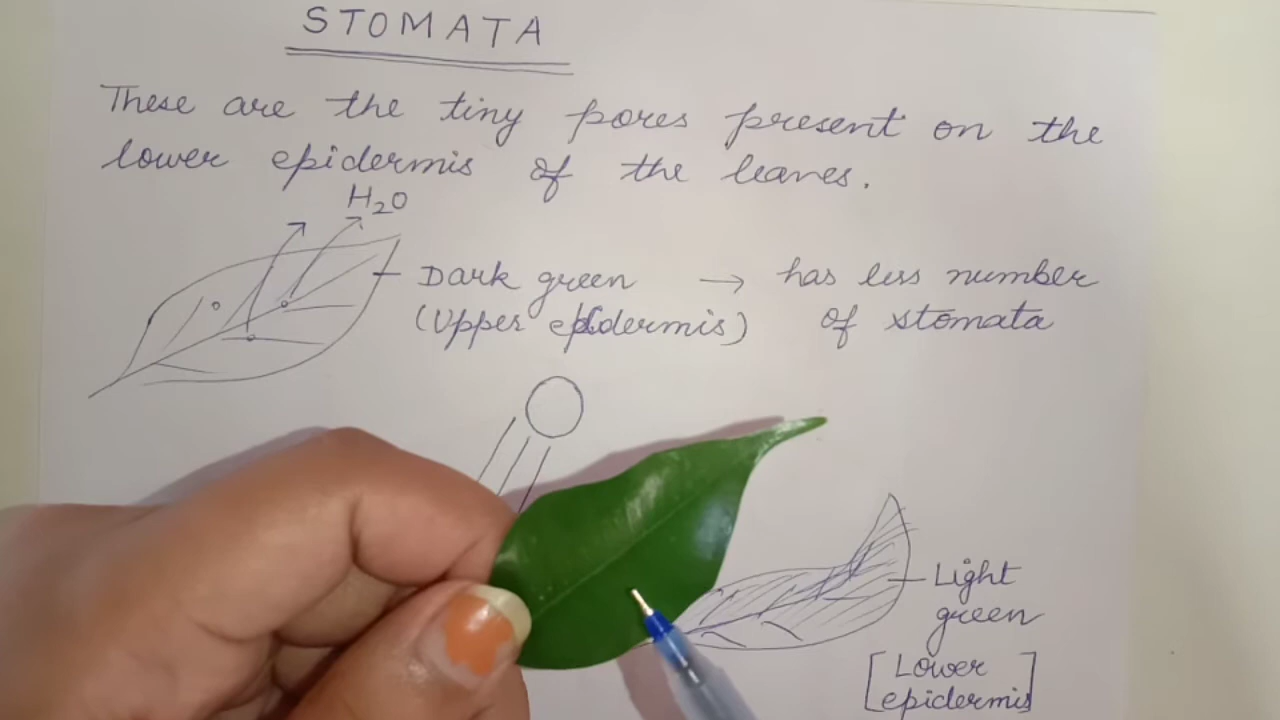 STOMATA
These are the tiny pores present on the
lower epidermis of the leaves.
H2O
Dark green → has less number
(Upper epidermis) of stomata
Light
green
[Lower
epidermis]